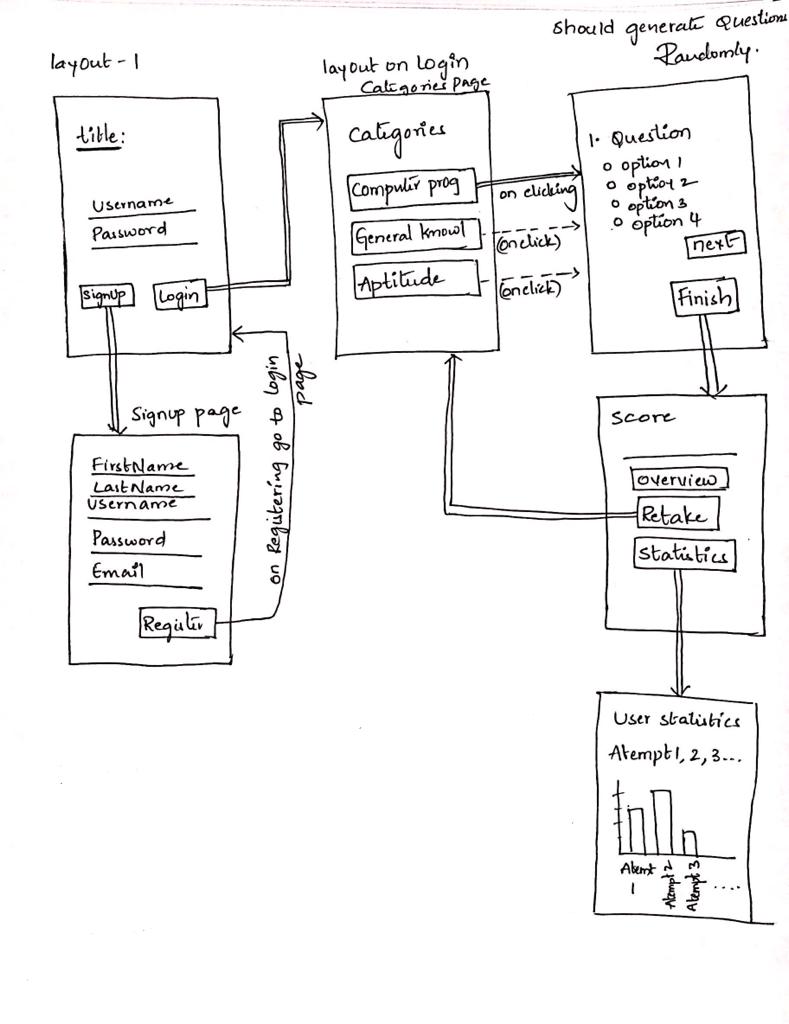 should generate Questions
Randomly.
layout - 1
title:
Username
Password
Signup
Login
layout on Login
Categories Page
Categories
Computer prog
General Knowl
Aptitude
on clicking
(onclick)
(onclick)
1. Question
option 1
option 2
option 3
option 4
next
Finish
Signup page
FirstName
LastName
Username
Password
Email
Register
on Registering go to login
page
Score
overview
Retake
Statistics
User statistics
Atempt 1, 2, 3...
Atemt
1
Atempt 2
Atempt 3
....